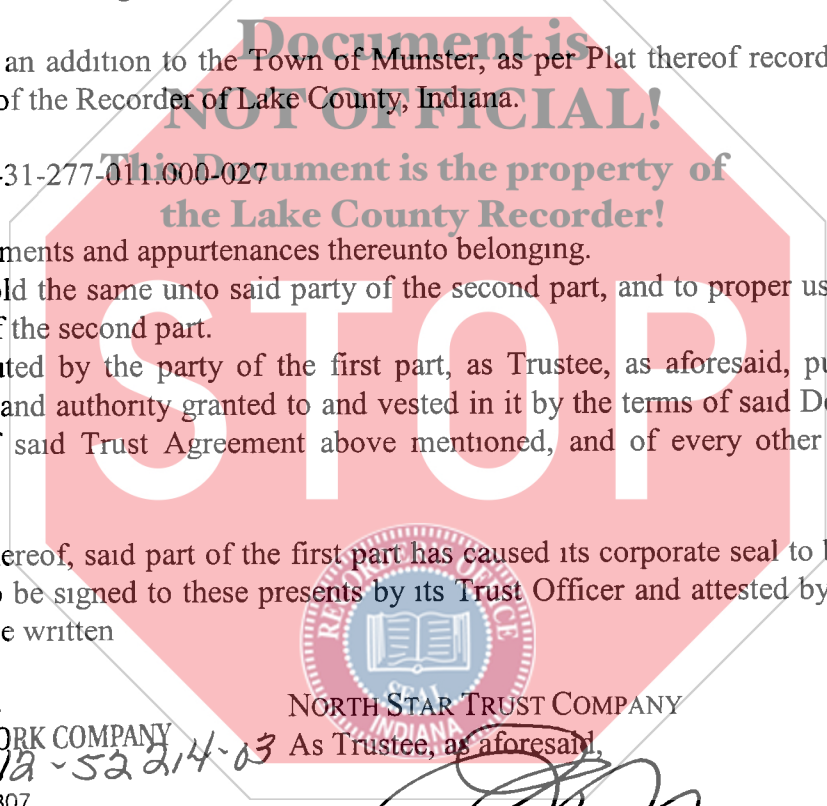 Document is
an addition to the Town of Munster, as per Plat thereof record
of the Recorder of Lake County, Indiana.
NOT OFFICIAL!
-31-277-011.000-027
This Document is the property of
the Lake County Recorder!
ments and appurtenances thereunto belonging.
ld the same unto said party of the second part, and to proper us
f the second part.
STOP
ted by the party of the first part, as Trustee, as aforesaid, pu
and authority granted to and vested in it by the terms of said De
said Trust Agreement above mentioned, and of every other
ereof, said part of the first part has caused its corporate seal to b
be signed to these presents by its Trust Officer and attested by
e written
RECORDER'S OFFICE
SEAL
INDIANA
NORTH STAR TRUST COMPANY
ORK COMPANY
As Trustee, as aforesaid,
12-52214-03
307